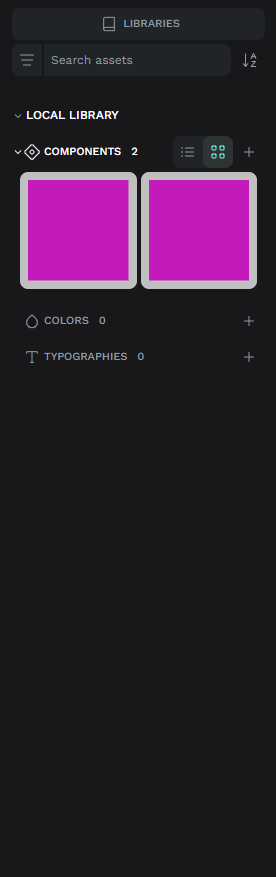 LIBRARIES
Search assets
LOCAL LIBRARY
COMPONENTS 2
COLORS 0
TYPOGRAPHIES 0